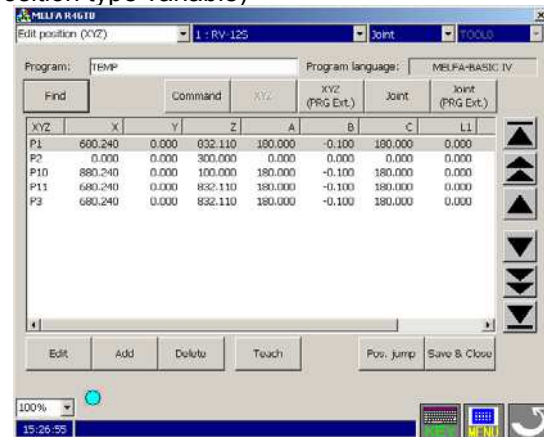 osition type variable)
MELFA R46TB
Edit position (XYZ) 1 : RV-12S Joint TOOL0
Program: TEMP Program language: MELFA-BASIC IV
Find Command XYZ XYZ (PRG Ext.) Joint Joint (PRG Ext.)
XYZ X Y Z A B C L1
P1 680.240 0.000 832.110 180.000 -0.100 180.000 0.000
P2 0.000 0.000 300.000 0.000 0.000 0.000 0.000
P10 880.240 0.000 100.000 180.000 -0.100 180.000 0.000
P11 680.240 0.000 832.110 180.000 -0.100 180.000 0.000
P3 680.240 0.000 832.110 180.000 -0.100 180.000 0.000
Edit Add Delete Teach Pos. jump Save & Close
100%
15:26:55 KEY MENU